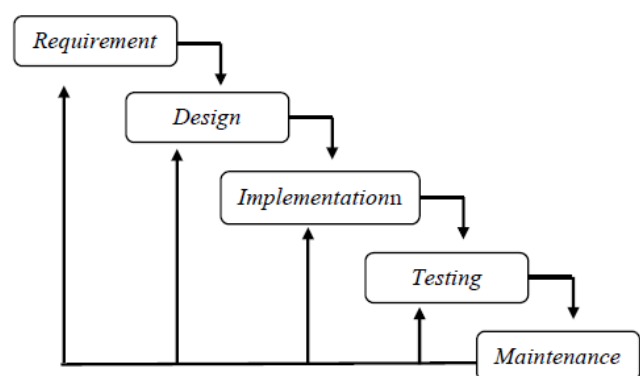 Requirement
Design
Implementationn
Testing
Maintenance